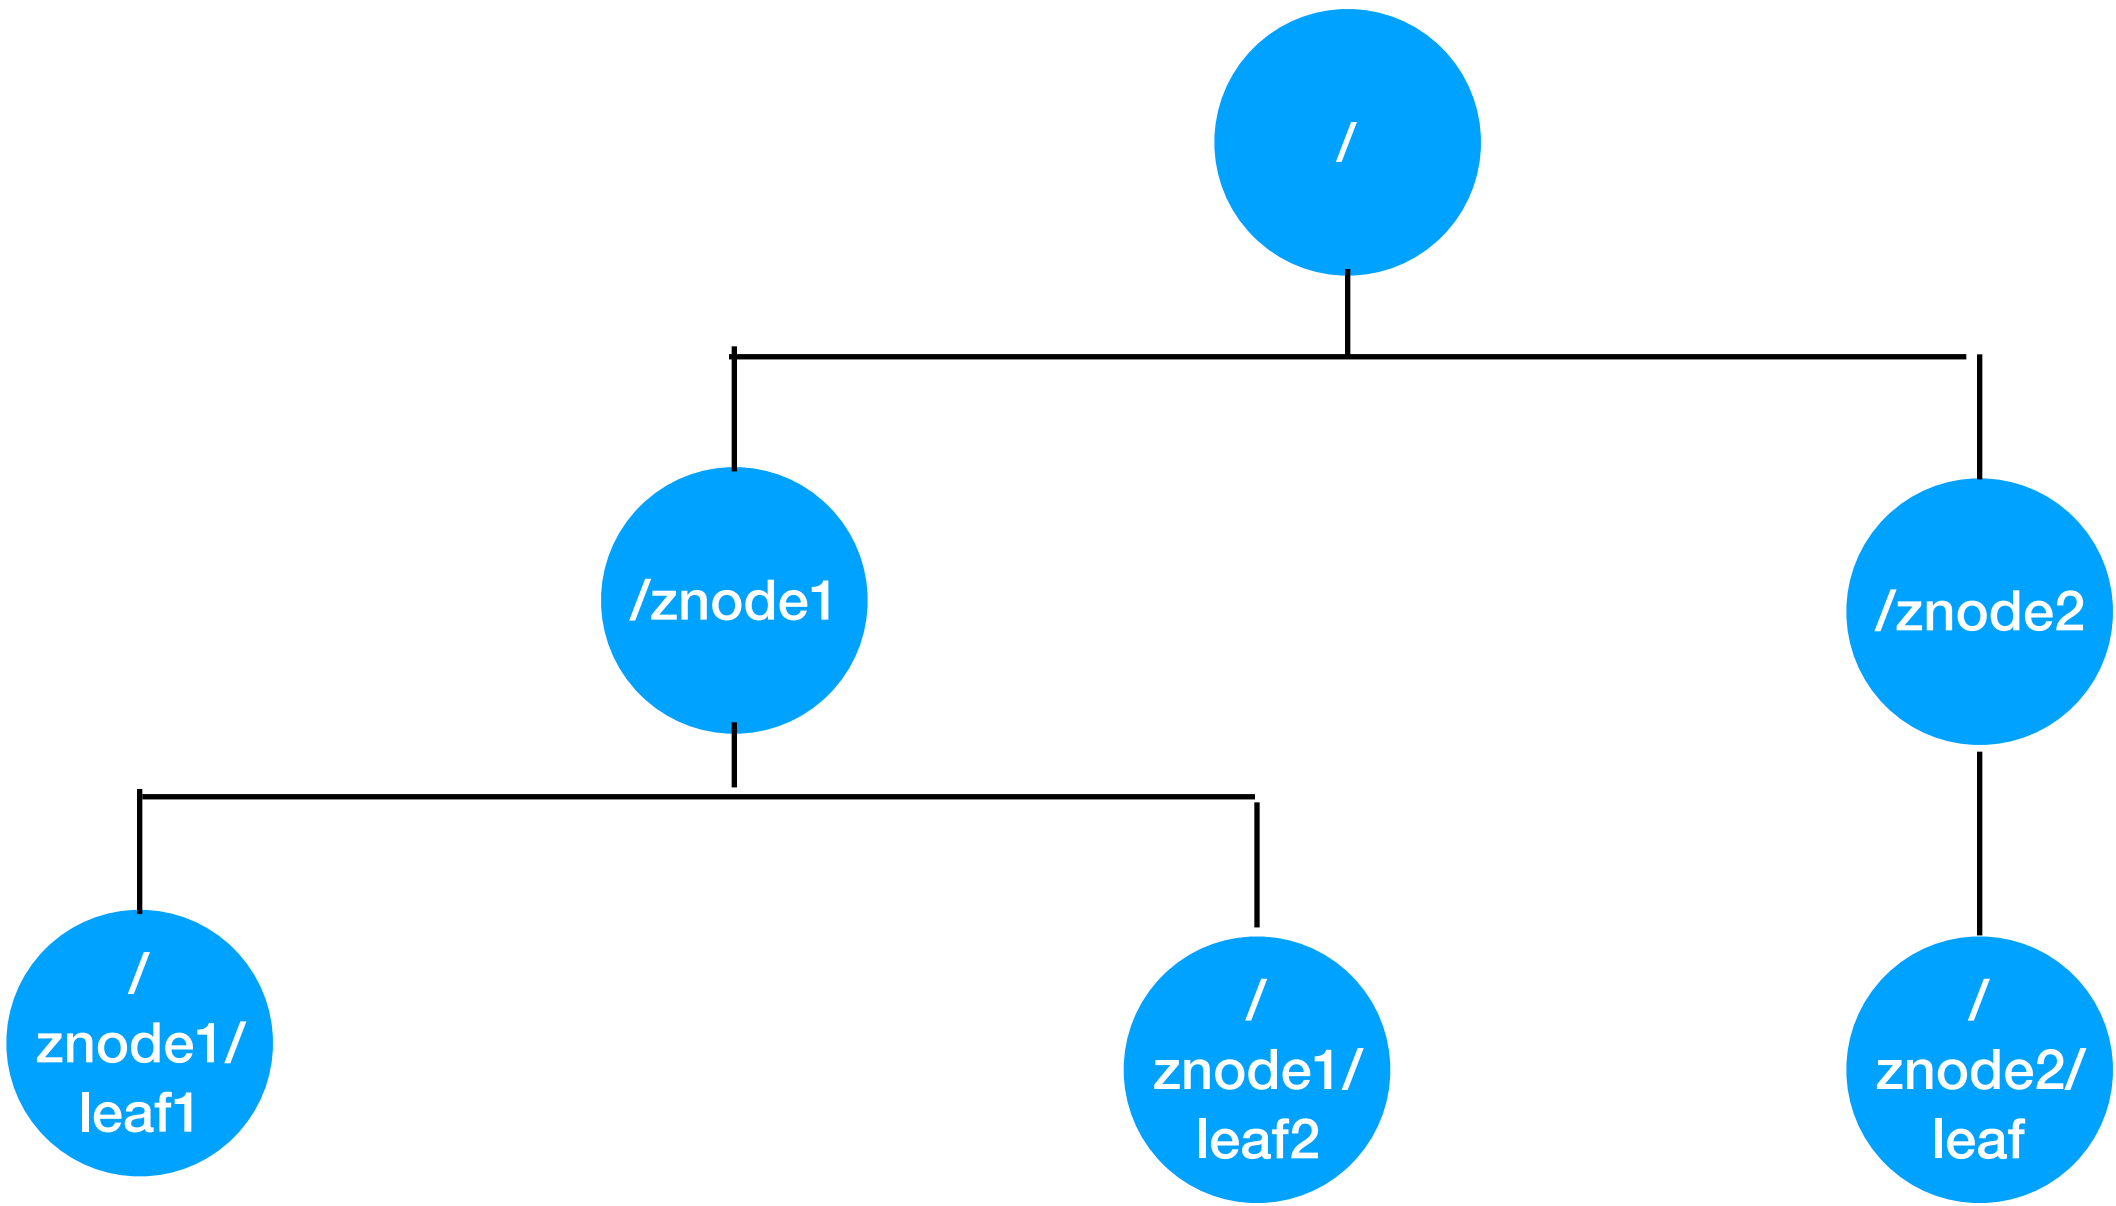 /
/znode1
/znode2
/
znode1/
leaf1
/
znode1/
leaf2
/
znode2/
leaf